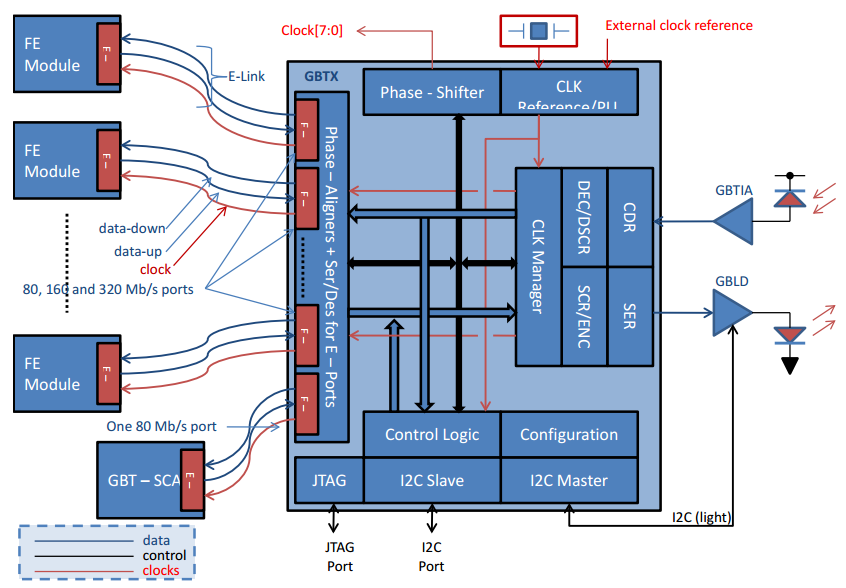 Clock[7:0]
External clock reference
FE
Module
E –
E-Link
GBTX
Phase - Shifter
CLK
Reference/PLL
FE
Module
E –
E –
E –
Phase – Aligners + Ser/Des for E – Ports
CLK Manager
DEC/DSCR
CDR
SCR/ENC
SER
GBTIA
GBLD
data-down
data-up
clock
80, 160 and 320 Mb/s ports
FE
Module
E –
E –
E –
One 80 Mb/s port
GBT – SCA
E –
Control Logic
Configuration
JTAG
I2C Slave
I2C Master
I2C (light)
JTAG
Port
I2C
Port
data
control
clocks